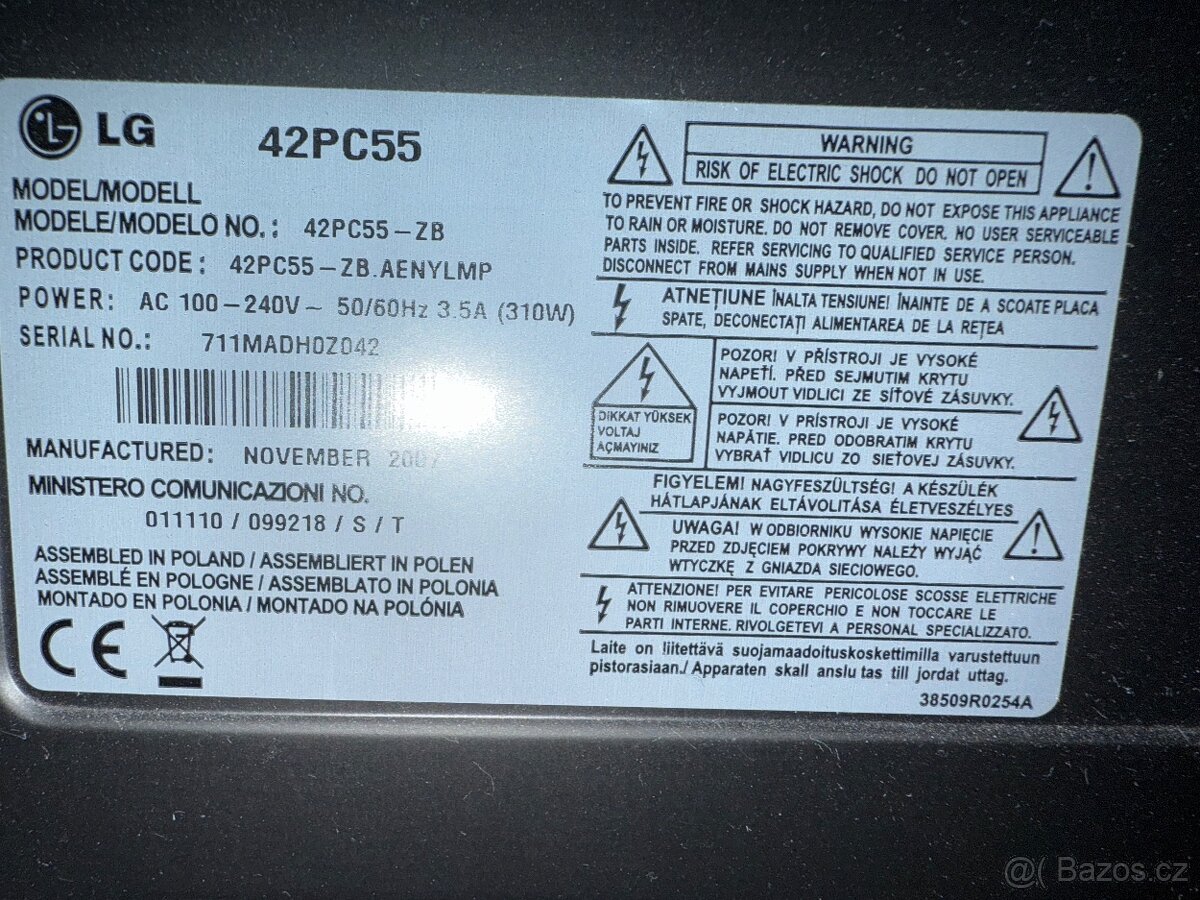 LG 42PC55
MODEL/MODELL
MODELE/MODELO NO.: 42PC55-ZB
PRODUCT CODE: 42PC55-ZB.AENYLMP
POWER: AC 100-240V~ 50/60Hz 3.5A (310W)
SERIAL NO.: 711MADH0Z042
MANUFACTURED: NOVEMBER 2007
MINISTERO COMUNICAZIONI NO.
011110 / 099218 / S / T
ASSEMBLED IN POLAND / ASSEMBLIERT IN POLEN
ASSEMBLÉ EN POLOGNE / ASSEMBLATO IN POLONIA
MONTADO EN POLONIA / MONTADO NA POLÓNIA
CE
WARNING
RISK OF ELECTRIC SHOCK DO NOT OPEN
TO PREVENT FIRE OR SHOCK HAZARD, DO NOT EXPOSE THIS APPLIANCE
TO RAIN OR MOISTURE. DO NOT REMOVE COVER. NO USER SERVICEABLE
PARTS INSIDE. REFER SERVICING TO QUALIFIED SERVICE PERSON.
DISCONNECT FROM MAINS SUPPLY WHEN NOT IN USE.
ATNEȚIUNE ÎNALTA TENSIUNE! ÎNAINTE DE A SCOATE PLACA
SPATE, DECONECTAȚI ALIMENTAREA DE LA REȚEA
DIKKAT YÜKSEK
VOLTAJ
AÇMAYINIZ
POZOR! V PŘÍSTROJI JE VYSOKÉ
NAPETÍ. PŘED SEJMUTIM KRYTU
VYJMOUT VIDLICI ZE SÍŤOVÉ ZÁSUVKY.
POZOR! V PRÍSTROJI JE VYSOKÉ
NAPÄTIE. PRED ODOBRATIM KRYTU
VYBRAŤ VIDLICU ZO SIEŤOVEJ ZÁSUVKY.
FIGYELEM! NAGYFESZÜLTSÉG! A KÉSZÜLÉK
HÁTLAPJÁNAK ELTÁVOLITÁSA ÉLETVESZÉLYES
UWAGA! W ODBIORNIKU WYSOKIE NAPIĘCIE
PRZED ZDJĘCIEM POKRYWY NALEŻY WYJĄĆ
WTYCZKĘ Z GNIAZDA SIECIOWEGO.
ATTENZIONE! PER EVITARE PERICOLOSE SCOSSE ELETTRICHE
NON RIMUOVERE IL COPERCHIO E NON TOCCARE LE
PARTI INTERNE. RIVOLGETEVI A PERSONAL SPECIALIZZATO.
Laite on liitettävä suojamaadoituskoskettimilla varustettuun
pistorasiaan./ Apparaten skall anslutas till jordat uttag.
38509R0254A
@( Bazos.cz